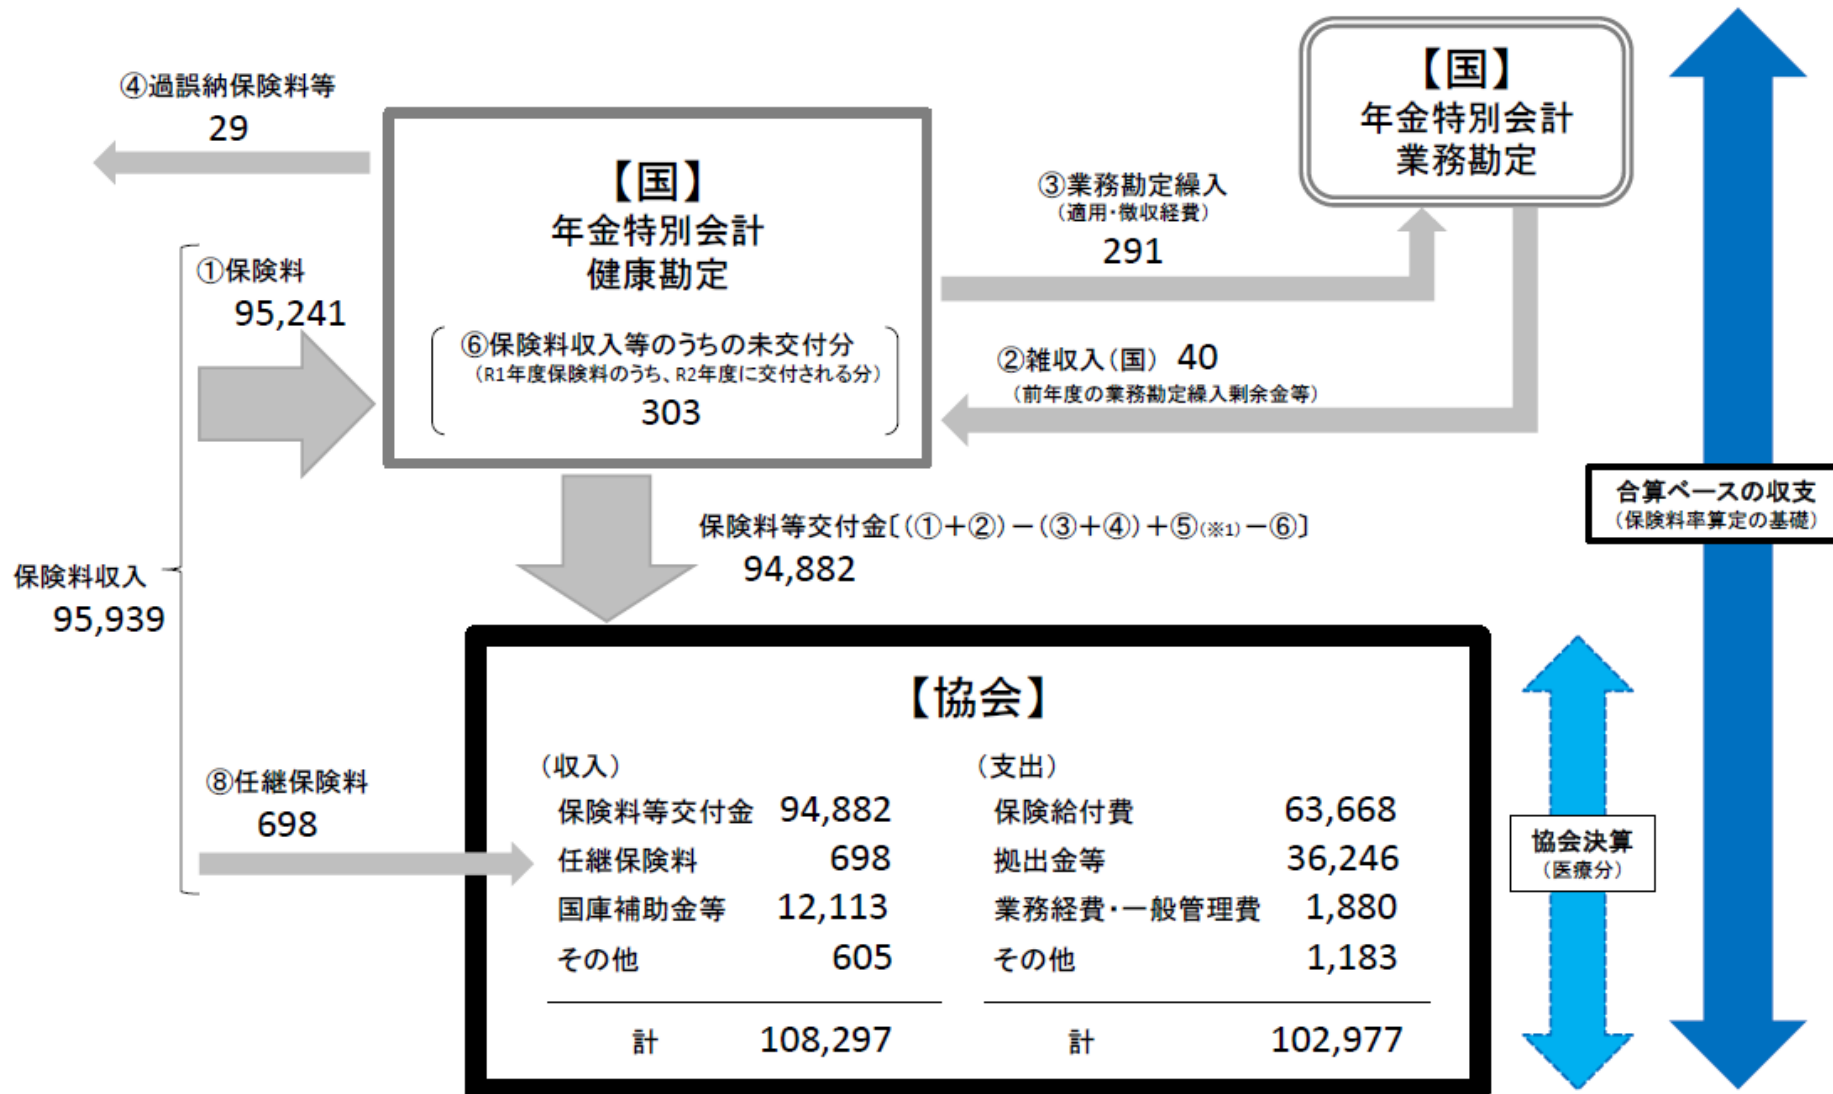 ④過誤納保険料等
29
【国】
年金特別会計
業務勘定
【国】
年金特別会計
健康勘定
③業務勘定繰入
（適用・徴収経費）
291
①保険料
95,241
⑥保険料収入等のうちの未交付分
（R1年度保険料のうち、R2年度に交付される分）
303
②雑収入（国） 40
（前年度の業務勘定繰入剰余金等）
合算ベースの収支
（保険料率算定の基礎）
保険料等交付金〔（①＋②）－（③＋④）＋⑤（※1）－⑥〕
94,882
保険料収入
95,939
【協会】
（収入）
保険料等交付金 94,882
任継保険料 698
国庫補助金等 12,113
その他 605
計 108,297
（支出）
保険給付費 63,668
拠出金等 36,246
業務経費・一般管理費 1,880
その他 1,183
計 102,977
⑧任継保険料
698
協会決算
（医療分）